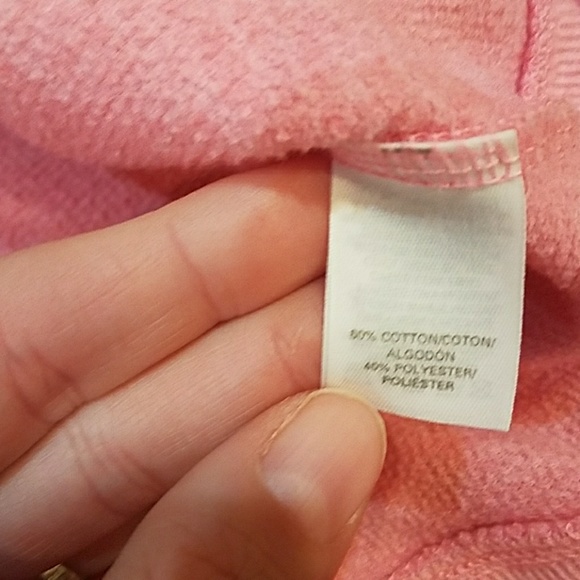 60% COTTON/COTON/
ALGODÓN
40% POLYESTER/
POLIÉSTER